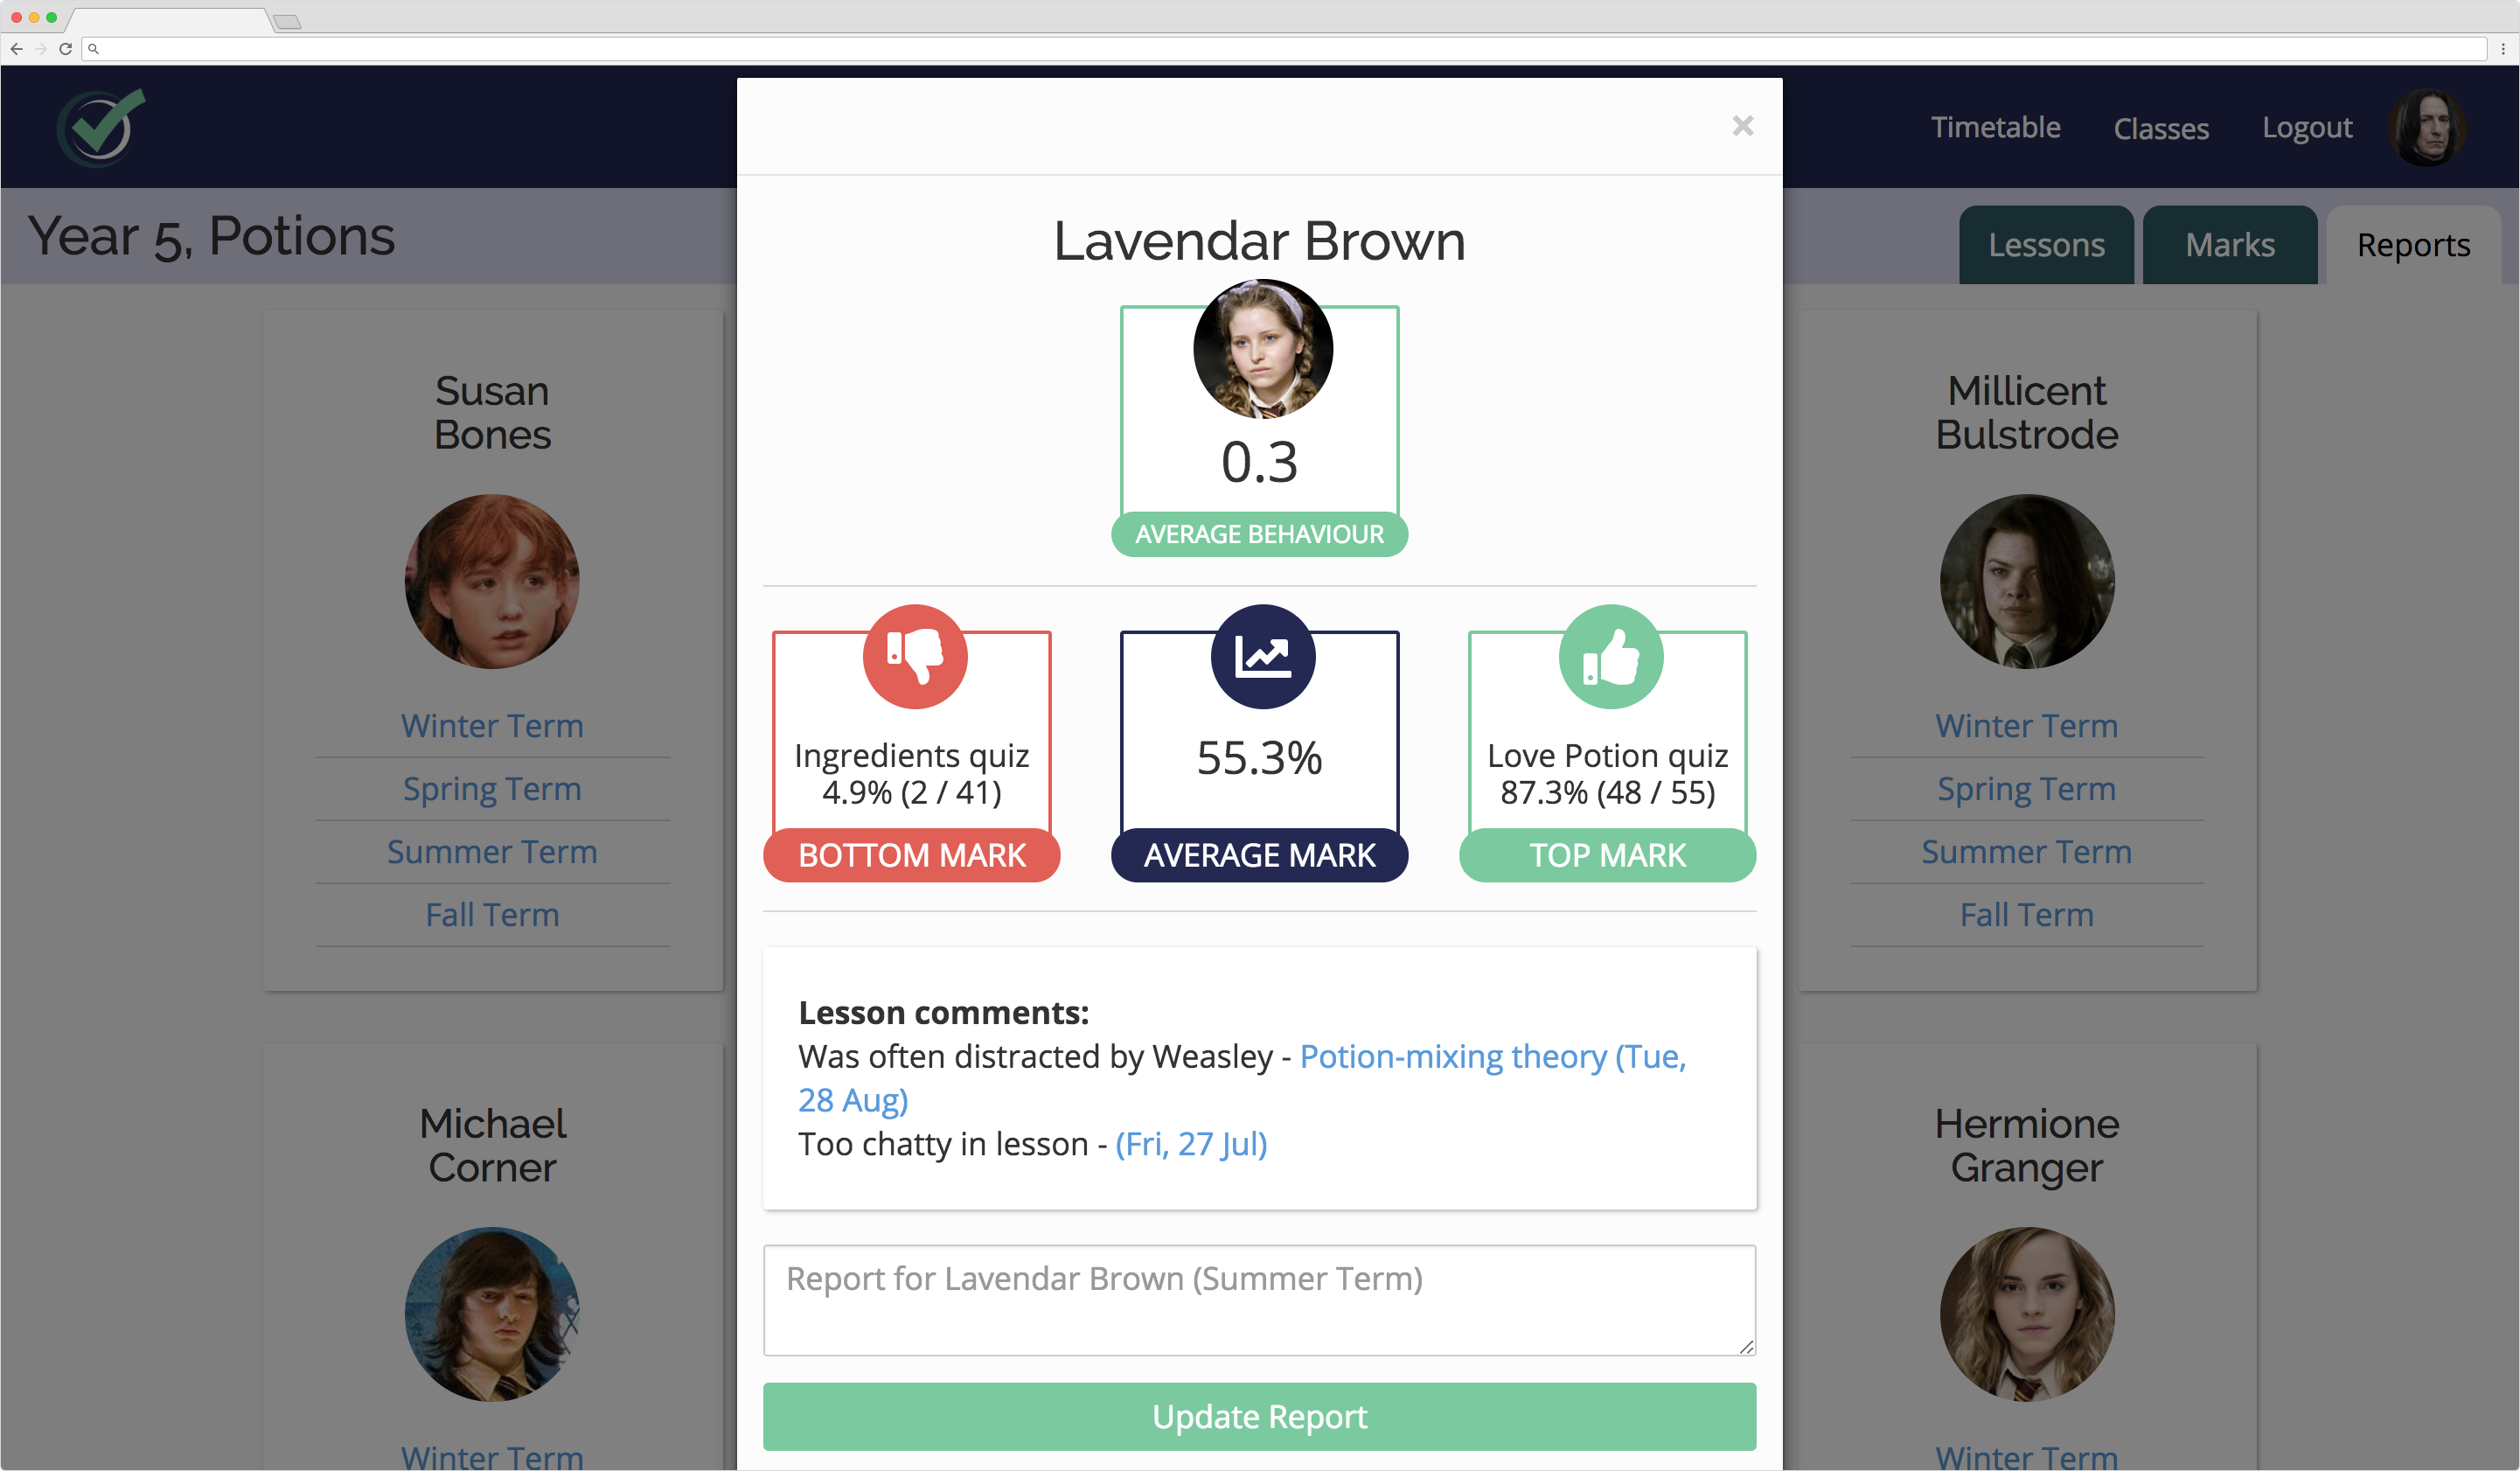 Timetable
Classes
Logout
Year 5, Potions
Lessons
Marks
Reports
Susan
Bones
Winter Term
Spring Term
Summer Term
Fall Term
Michael
Corner
Winter Term
Lavendar Brown
0.3
AVERAGE BEHAVIOUR
Ingredients quiz
4.9% (2 / 41)
BOTTOM MARK
55.3%
AVERAGE MARK
Love Potion quiz
87.3% (48 / 55)
TOP MARK
Lesson comments:
Was often distracted by Weasley - Potion-mixing theory (Tue,
28 Aug)
Too chatty in lesson - (Fri, 27 Jul)
Report for Lavendar Brown (Summer Term)
Update Report
Millicent
Bulstrode
Winter Term
Spring Term
Summer Term
Fall Term
Hermione
Granger
Winter Term